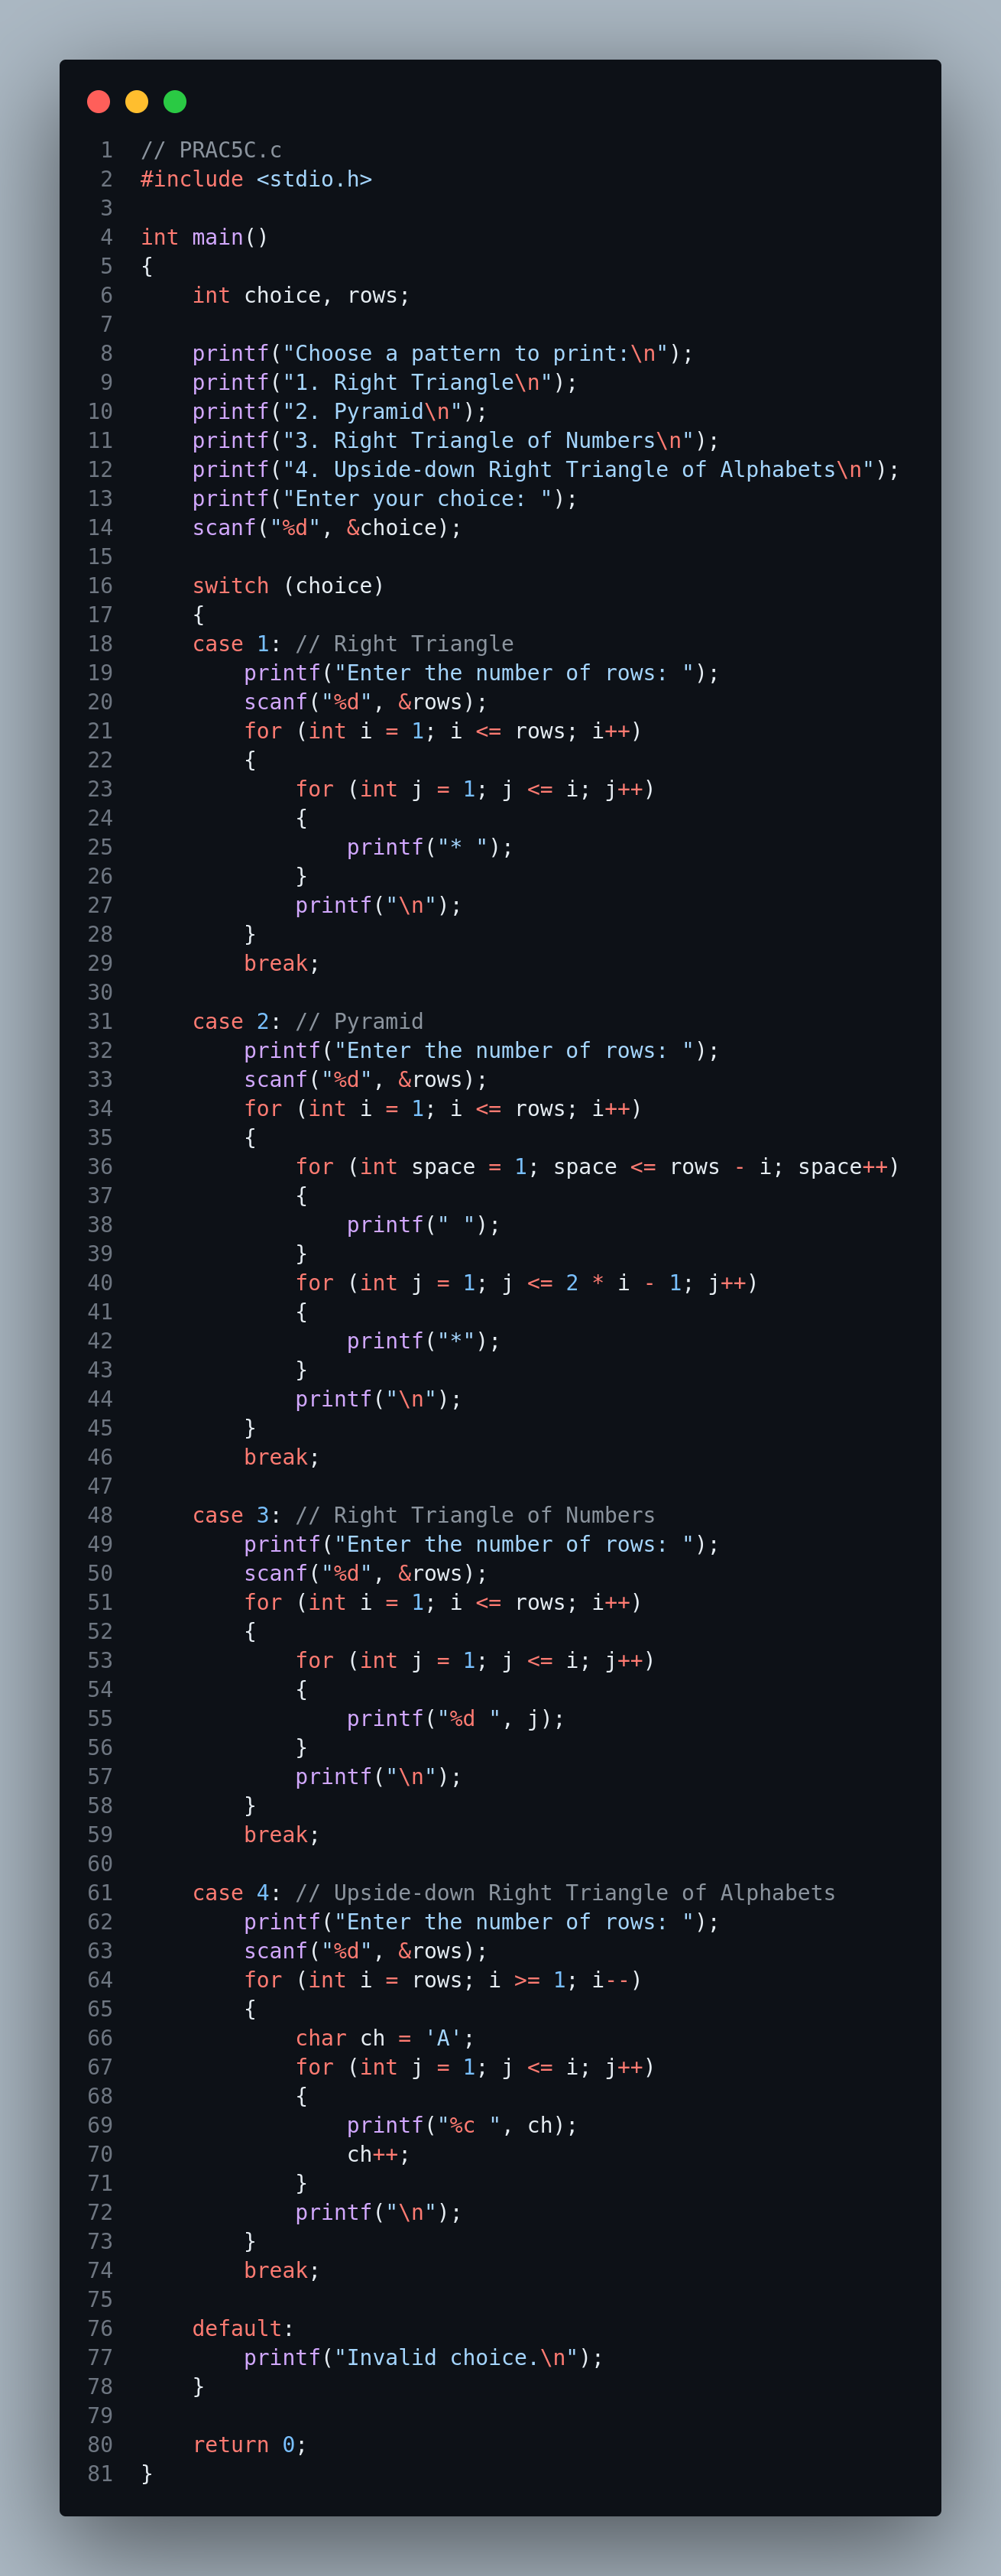 1 // PRAC5C.c
2 #include <stdio.h>
3
4 int main()
5 {
6     int choice, rows;
7
8     printf("Choose a pattern to print:\n");
9     printf("1. Right Triangle\n");
10     printf("2. Pyramid\n");
11     printf("3. Right Triangle of Numbers\n");
12     printf("4. Upside-down Right Triangle of Alphabets\n");
13     printf("Enter your choice: ");
14     scanf("%d", &choice);
15
16     switch (choice)
17     {
18     case 1: // Right Triangle
19         printf("Enter the number of rows: ");
20         scanf("%d", &rows);
21         for (int i = 1; i <= rows; i++)
22         {
23             for (int j = 1; j <= i; j++)
24             {
25                 printf("* ");
26             }
27             printf("\n");
28         }
29         break;
30
31     case 2: // Pyramid
32         printf("Enter the number of rows: ");
33         scanf("%d", &rows);
34         for (int i = 1; i <= rows; i++)
35         {
36             for (int space = 1; space <= rows - i; space++)
37             {
38                 printf(" ");
39             }
40             for (int j = 1; j <= 2 * i - 1; j++)
41             {
42                 printf("*");
43             }
44             printf("\n");
45         }
46         break;
47
48     case 3: // Right Triangle of Numbers
49         printf("Enter the number of rows: ");
50         scanf("%d", &rows);
51         for (int i = 1; i <= rows; i++)
52         {
53             for (int j = 1; j <= i; j++)
54             {
55                 printf("%d ", j);
56             }
57             printf("\n");
58         }
59         break;
60
61     case 4: // Upside-down Right Triangle of Alphabets
62         printf("Enter the number of rows: ");
63         scanf("%d", &rows);
64         for (int i = rows; i >= 1; i--)
65         {
66             char ch = 'A';
67             for (int j = 1; j <= i; j++)
68             {
69                 printf("%c ", ch);
70                 ch++;
71             }
72             printf("\n");
73         }
74         break;
75
76     default:
77         printf("Invalid choice.\n");
78     }
79
80     return 0;
81 }